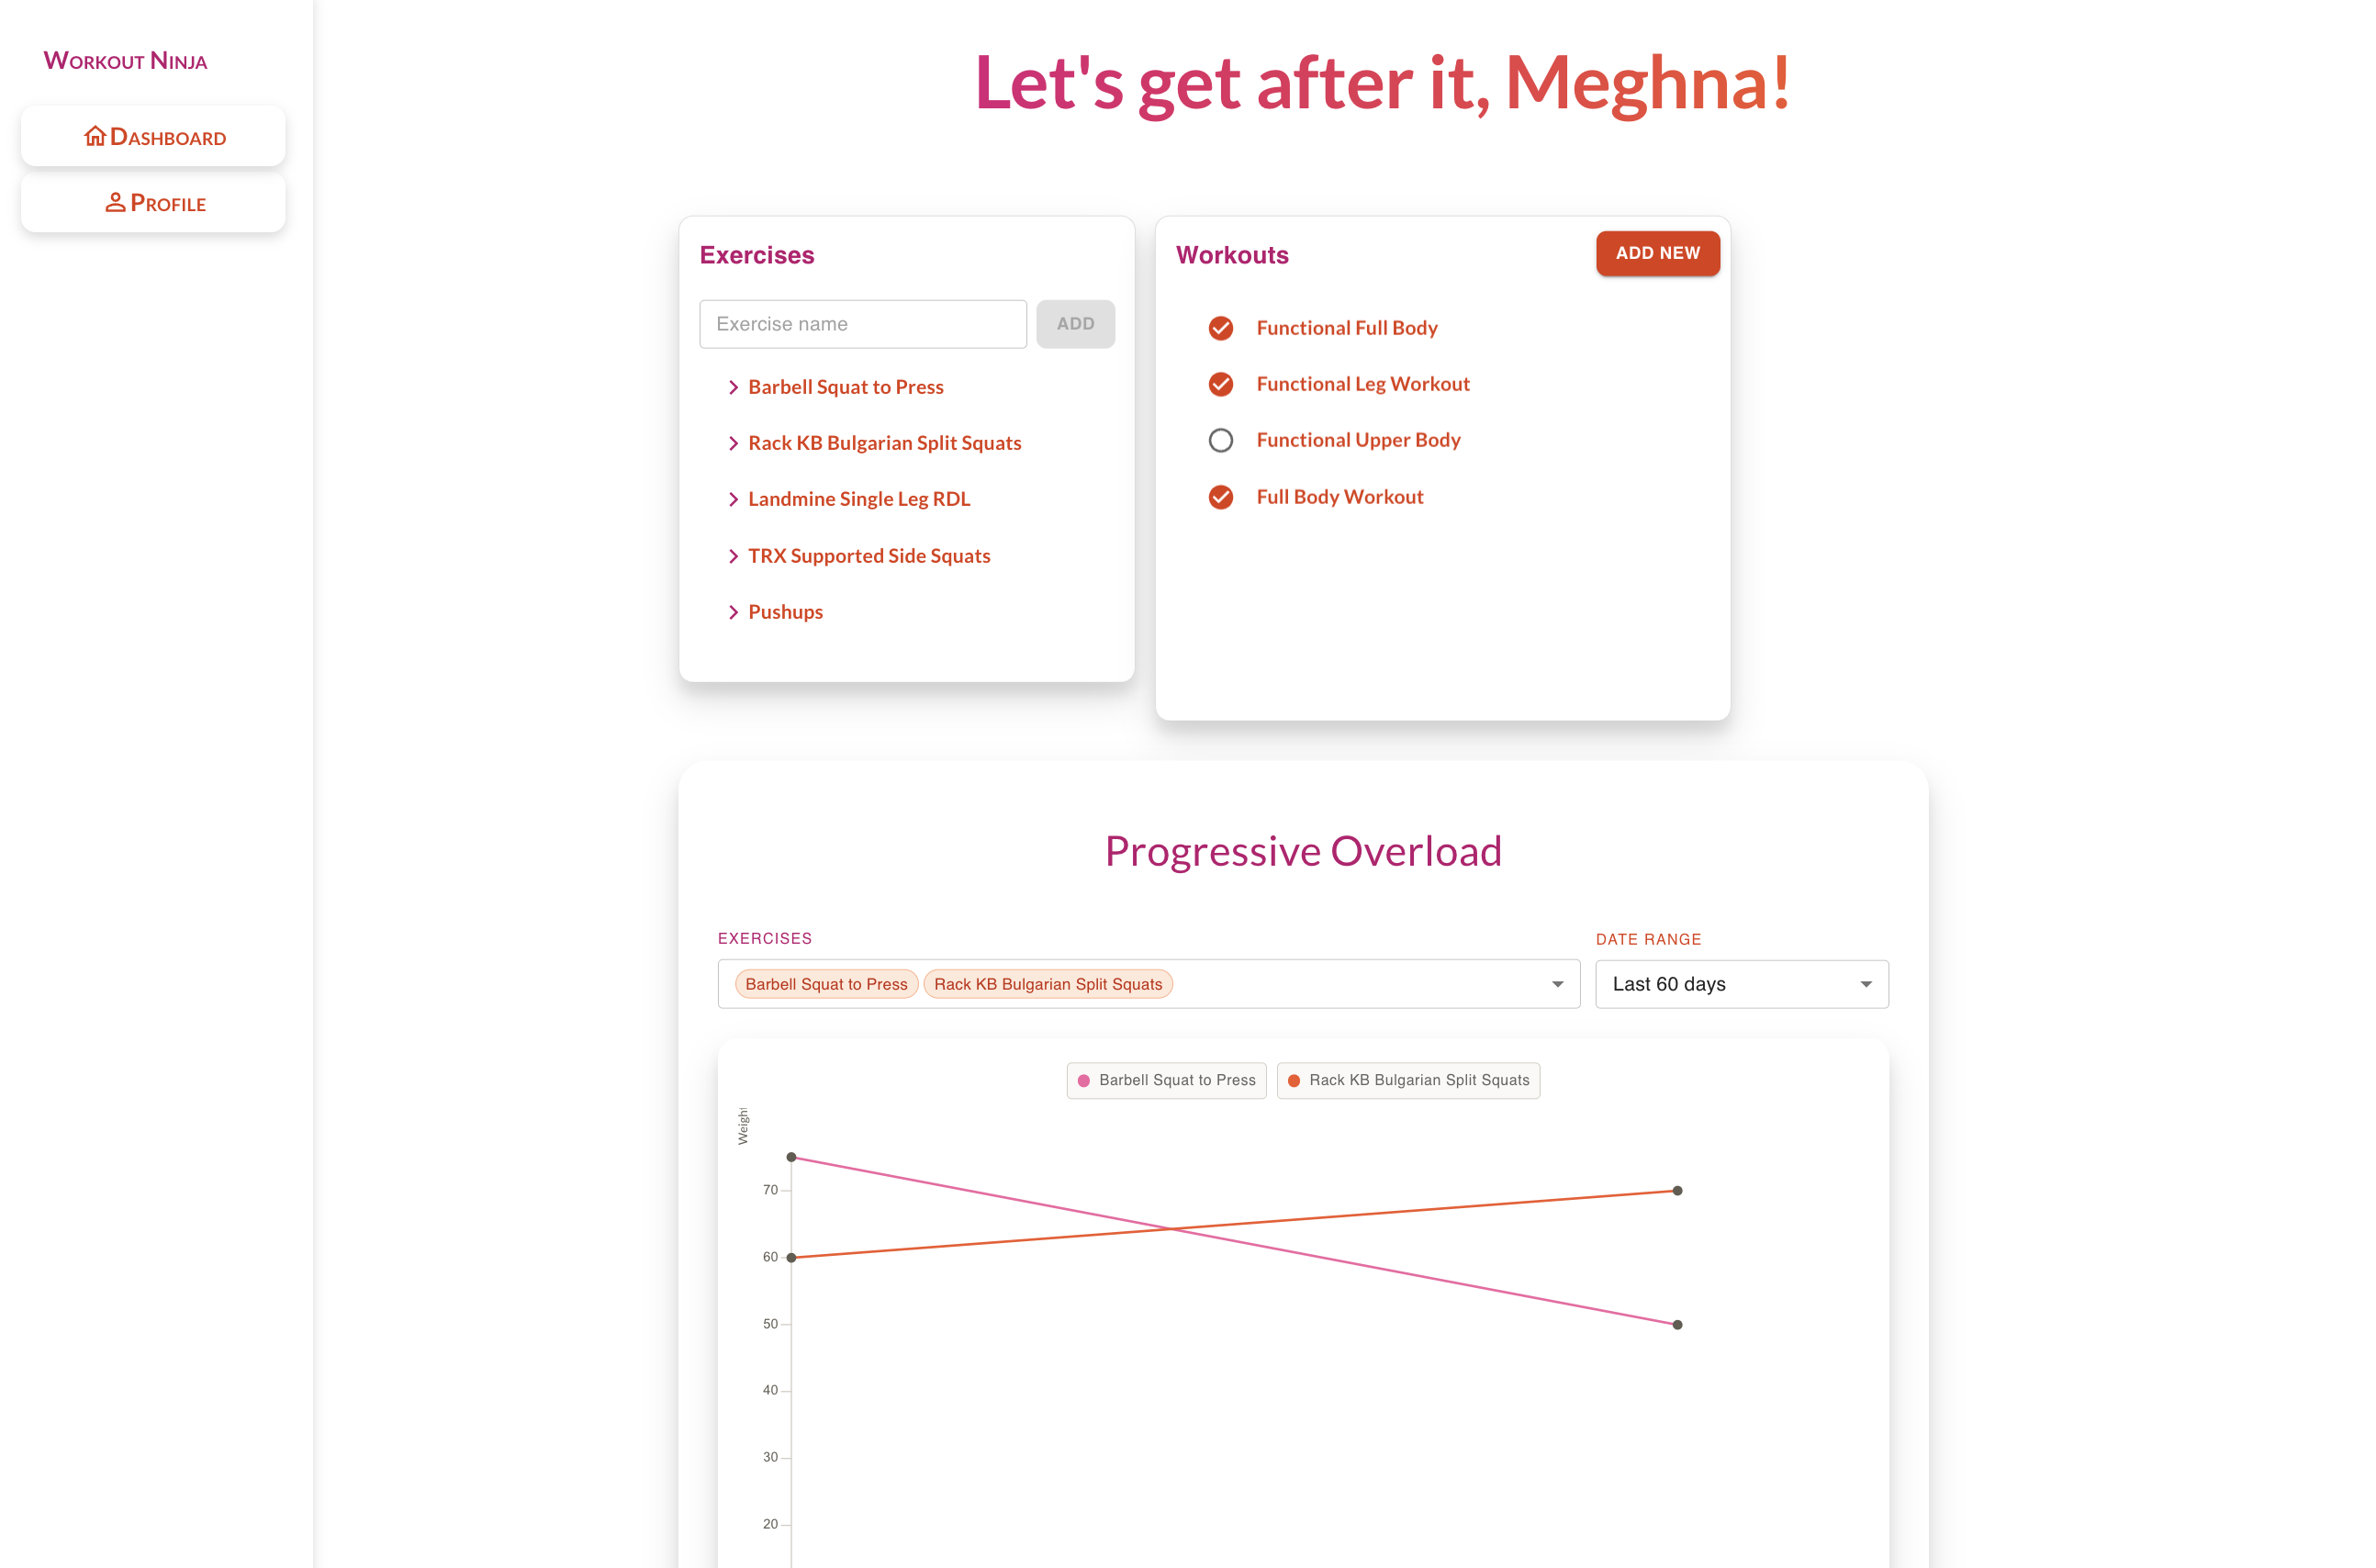 Workout Ninja
Dashboard
Profile
Let's get after it, Meghna!
Exercises
Exercise name
ADD
Barbell Squat to Press
Rack KB Bulgarian Split Squats
Landmine Single Leg RDL
TRX Supported Side Squats
Pushups
Workouts
ADD NEW
Functional Full Body
Functional Leg Workout
Functional Upper Body
Full Body Workout
Progressive Overload
EXERCISES
Barbell Squat to Press Rack KB Bulgarian Split Squats
DATE RANGE
Last 60 days
Barbell Squat to Press Rack KB Bulgarian Split Squats
Weight
70
60
50
40
30
20